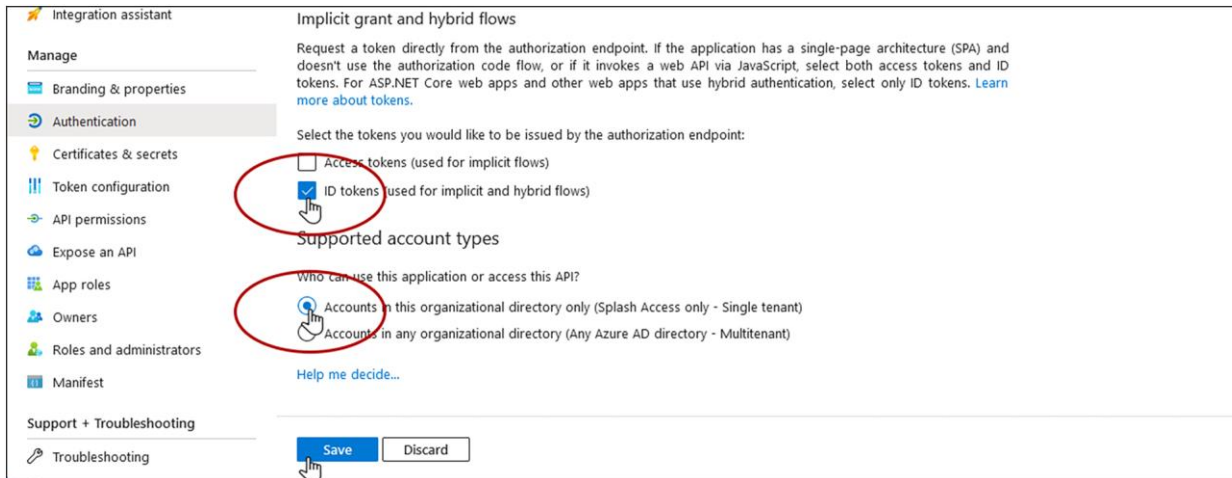 Integration assistant
Manage
Branding & properties
Authentication
Certificates & secrets
Token configuration
API permissions
Expose an API
App roles
Owners
Roles and administrators
Manifest
Support + Troubleshooting
Troubleshooting
Implicit grant and hybrid flows
Request a token directly from the authorization endpoint. If the application has a single-page architecture (SPA) and
doesn't use the authorization code flow, or if it invokes a web API via JavaScript, select both access tokens and ID
tokens. For ASP.NET Core web apps and other web apps that use hybrid authentication, select only ID tokens. Learn
more about tokens.
Select the tokens you would like to be issued by the authorization endpoint:
Access tokens (used for implicit flows)
ID tokens (used for implicit and hybrid flows)
Supported account types
Who can use this application or access this API?
Accounts in this organizational directory only (Splash Access only - Single tenant)
Accounts in any organizational directory (Any Azure AD directory - Multitenant)
Help me decide...
Save
Discard